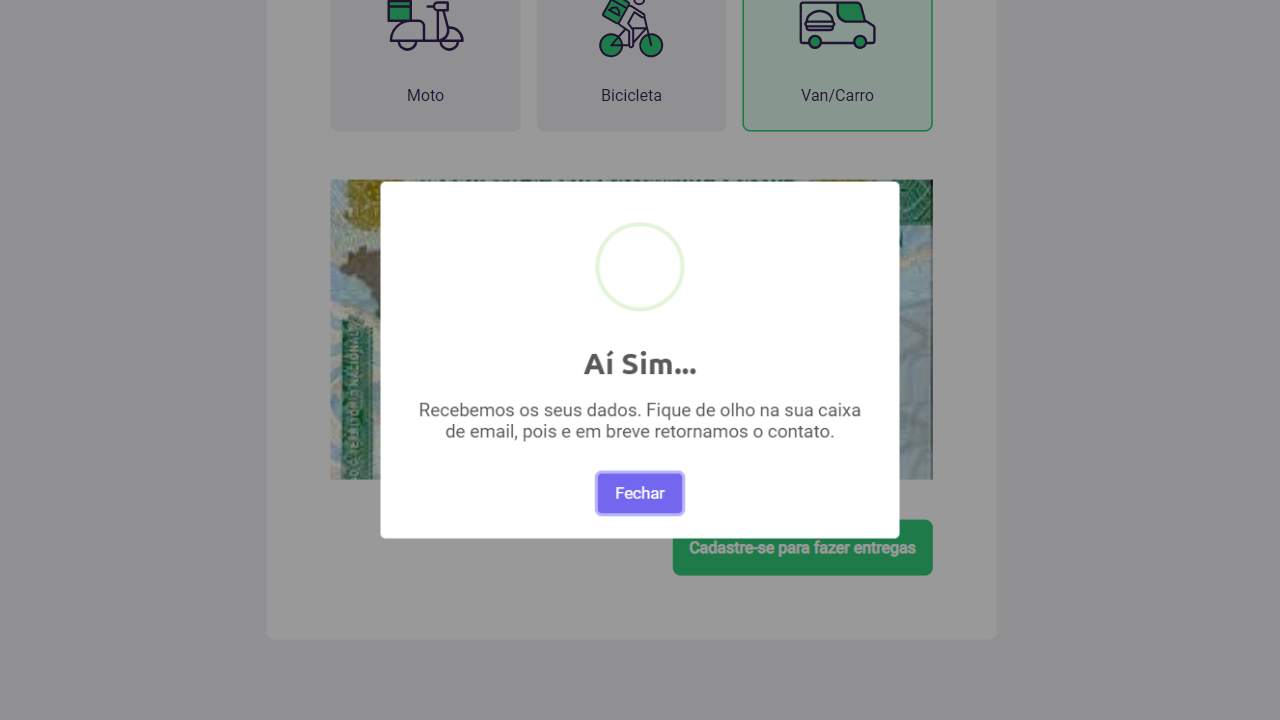 Moto
Bicicleta
Van/Carro
Aí Sim...
Recebemos os seus dados. Fique de olho na sua caixa
de email, pois e em breve retornamos o contato.
Fechar
Cadastre-se para fazer entregas